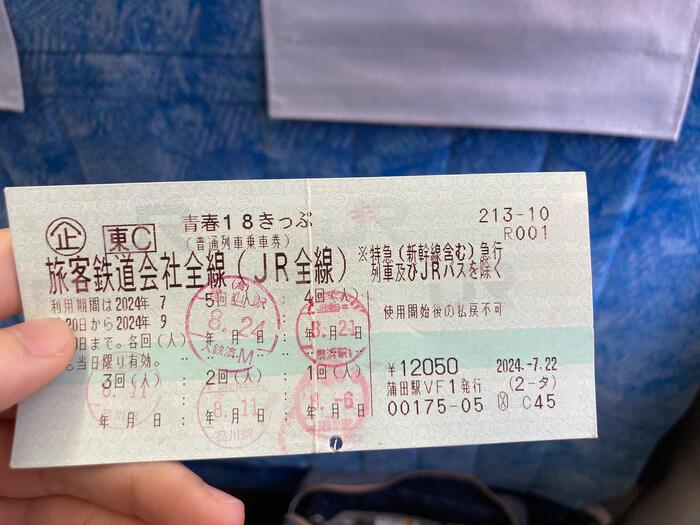 青春18きっぷ
213-10
企 東C
(普通列車乗車券)
R001
旅客鉄道会社全線(JR全線)
※特急(新幹線含む)急行
列車及びJRバスを除く
利用期間は2024年 7
5回(人) 4回(人)
使用開始後の払戻不可
20日から2024年 9
8.24
8.21
0日まで。各回(人)
年 月 日 : 年 月 日
も当日限り有効。
M
¥12050 2024.-7.22
3回(人) : 2回(人) : 1回(人)
蒲田駅VF1発行 (2-タ)
8.11
8.11
-6
00175-05 C45
年 月 日 : 年 月 日 : 年 月 日
品川駅